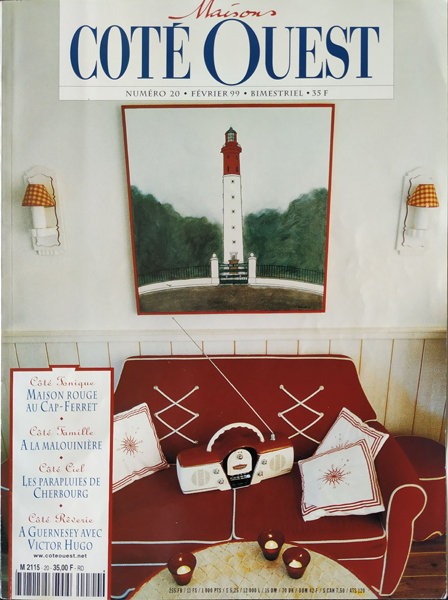 Maisons
COTÉ OUEST
NUMÉRO 20 • FÉVRIER 99 • BIMESTRIEL • 35 F
Côté Tonique
MAISON ROUGE
AU CAP-FERRET
•
Côté Famille
A LA MALOUINIÈRE
•
Côté Ciel
LES PARAPLUIES DE
CHERBOURG
•
Côté Rêverie
A GUERNESEY AVEC
VICTOR HUGO
www.coteouest.net
M 2115 - 20 - 35,00 F - RD